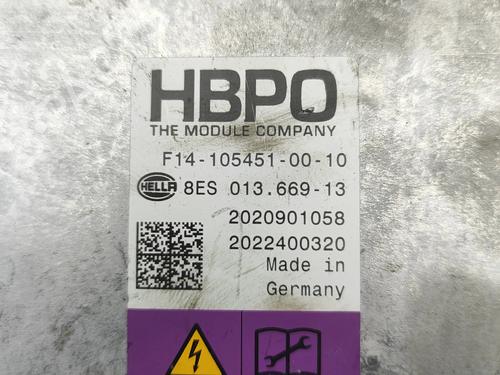 HBPO
THE MODULE COMPANY
F14-105451-00-10
HELLA 8ES 013.669-13
2020901058
2022400320
Made in
Germany